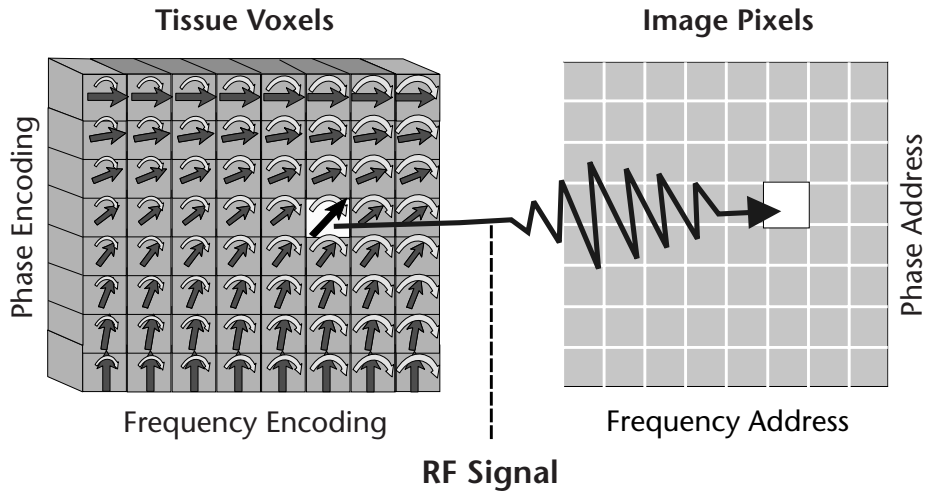 Tissue Voxels
Image Pixels
Phase Encoding
Phase Address
Frequency Encoding
Frequency Address
RF Signal